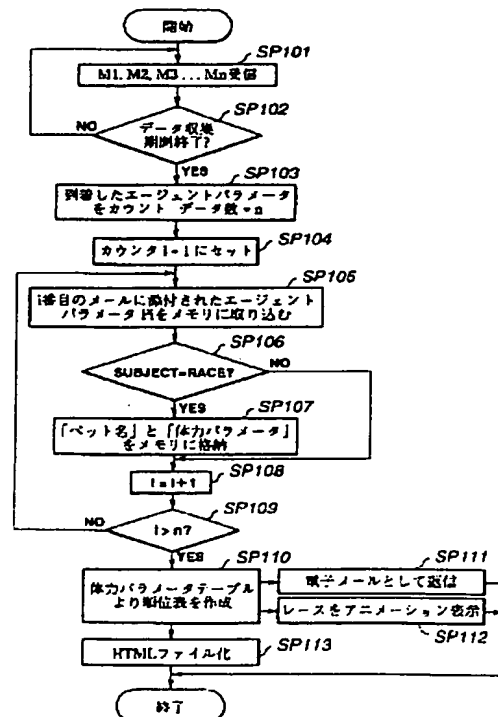 開始
SP101
M1, M2, M3 . . . Mn受信
SP102
データ収集
期間終了?
NO
YES
SP103
到着したエージェントパラメータ
をカウント データ数=n
SP104
カウンタ i=1にセット
SP105
i番目のメールに添付されたエージェント
パラメータ Piをメモリに取り込む
SP106
SUBJECT=RACE?
NO
YES
SP107
「ペット名」と「体力パラメータ」
をメモリに格納
SP108
i=i+1
SP109
i>n?
NO
YES
SP110
体力パラメータテーブル
より順位表を作成
SP111
電子メールとして返信
レースをアニメーション表示
SP112
HTMLファイル化
SP113
終了